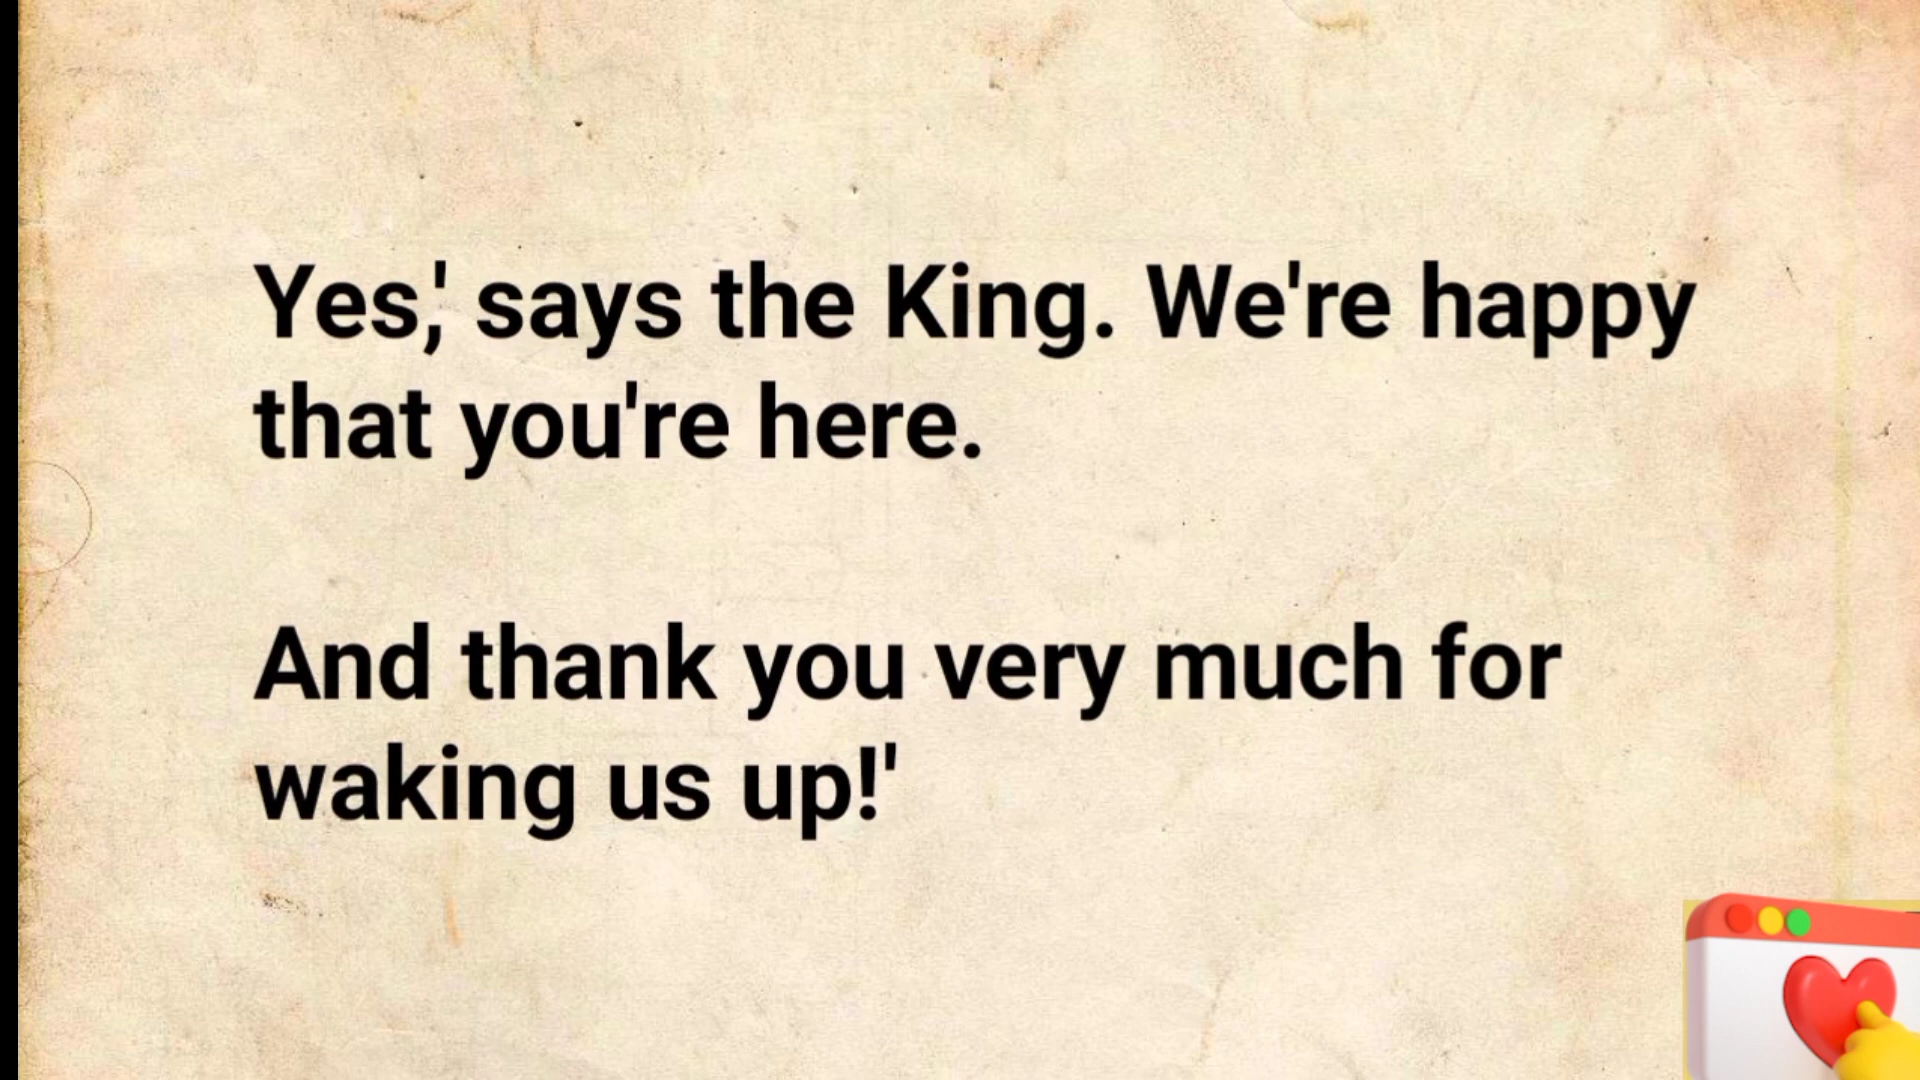 Yes,' says the King. We're happy
that you're here.
And thank you very much for
waking us up!'